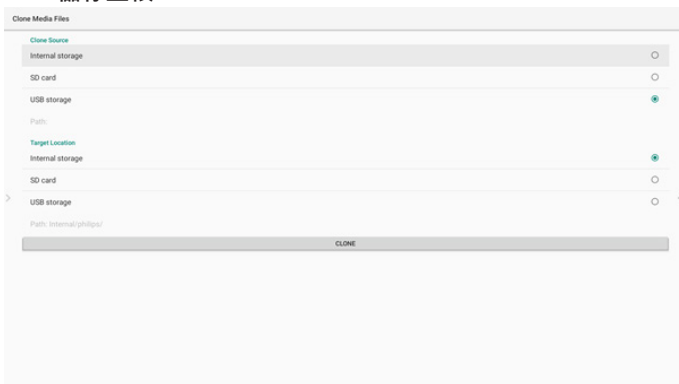 Clone Media Files
Clone Source
Internal storage
SD card
USB storage
Path:
Target Location
Internal storage
SD card
USB storage
Path: Internal/philips/
CLONE